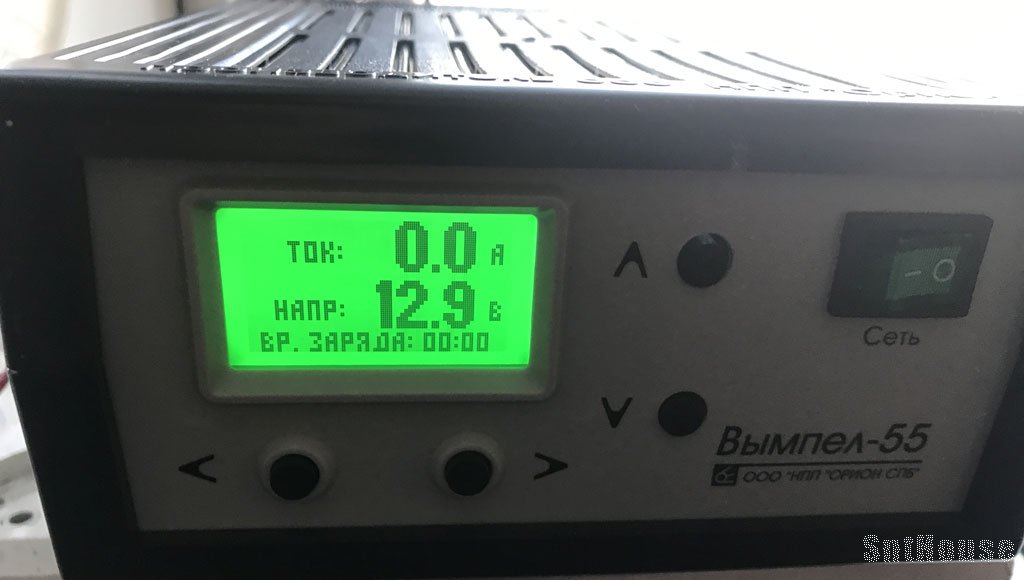 ТОК: 0.0 А
НАПР: 12.9 В
ВР. ЗАРЯДА: 00:00
Сеть
Вымпел-55
ООО "НПП "ОРИОН СПБ"
SntHouse